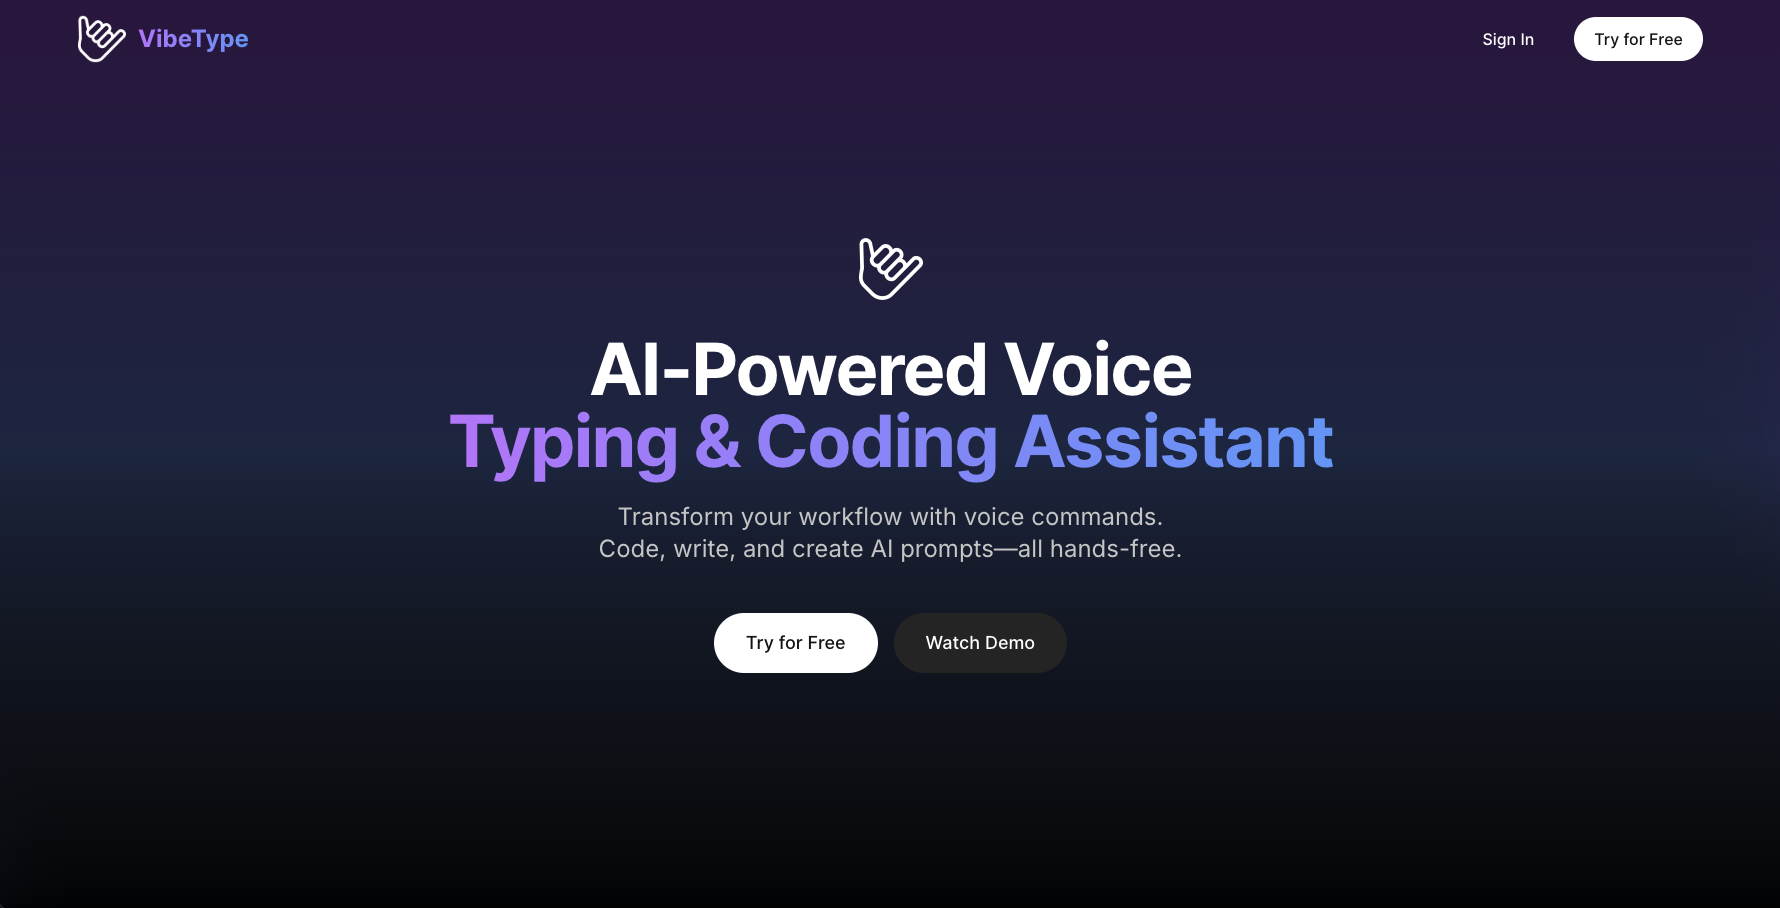 VibeType
Sign In
Try for Free
AI-Powered Voice
Typing & Coding Assistant
Transform your workflow with voice commands.
Code, write, and create AI prompts—all hands-free.
Try for Free
Watch Demo